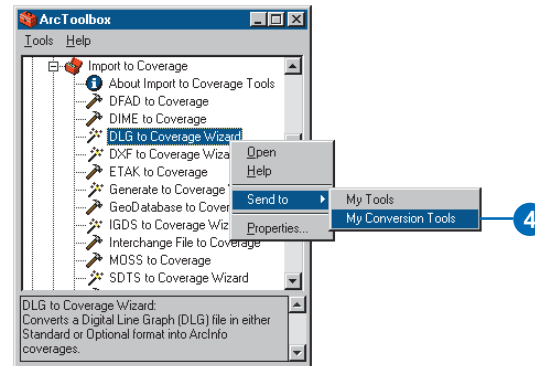 ArcToolbox
Tools Help
Import to Coverage
About Import to Coverage Tools
DFAD to Coverage
DIME to Coverage
DLG to Coverage Wizard
DXF to Coverage Wiza
ETAK to Coverage
Generate to Coverage
GeoDatabase to Cover
IGDS to Coverage Wiz
Interchange File to Coverage
MOSS to Coverage
SDTS to Coverage Wizard
Open
Help
Send to
Properties...
My Tools
My Conversion Tools
4
DLG to Coverage Wizard:
Converts a Digital Line Graph (DLG) file in either
Standard or Optional format into ArcInfo
coverages.